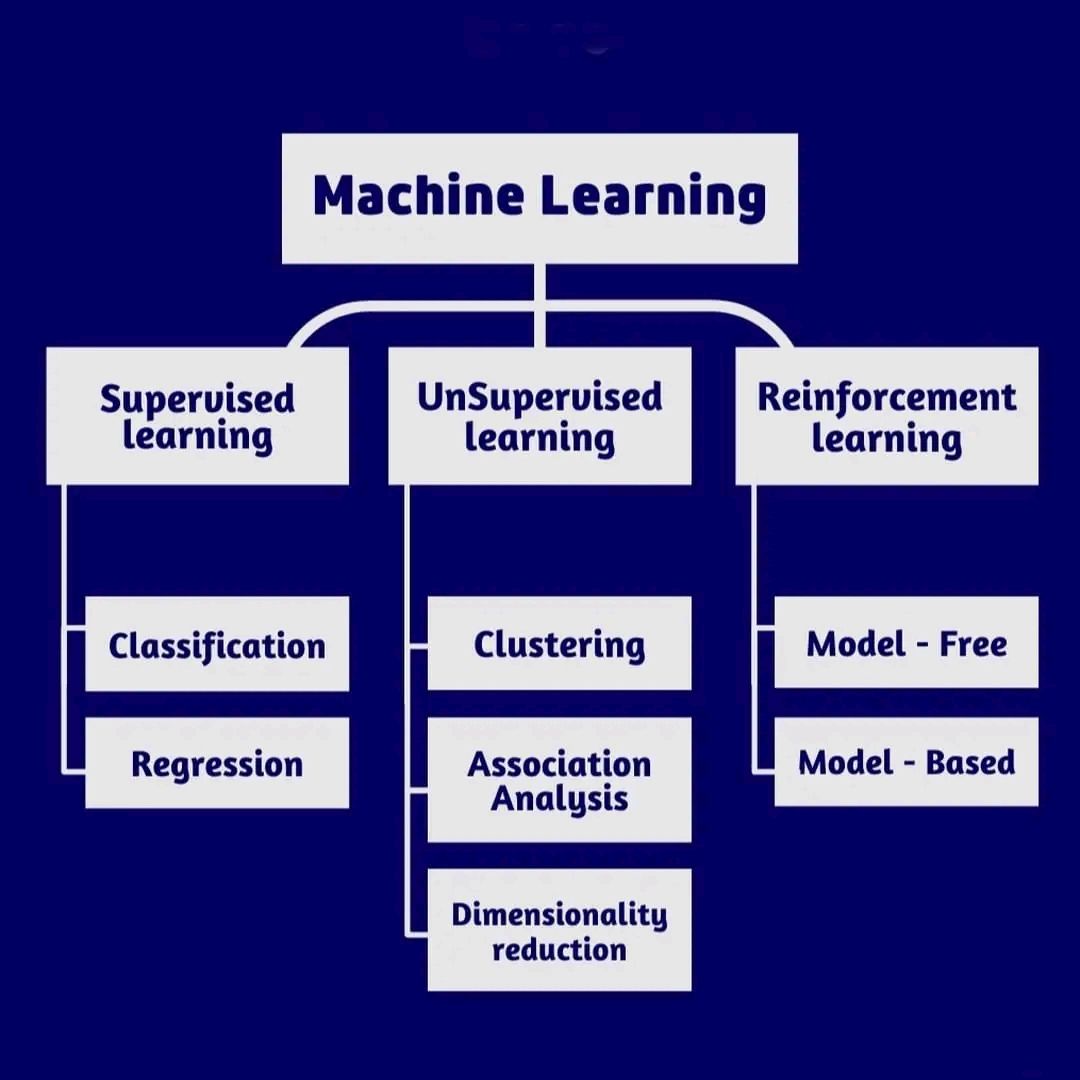 Machine Learning
Supervised
learning
UnSupervised
learning
Reinforcement
learning
Classification
Regression
Clustering
Association
Analysis
Dimensionality
reduction
Model - Free
Model - Based